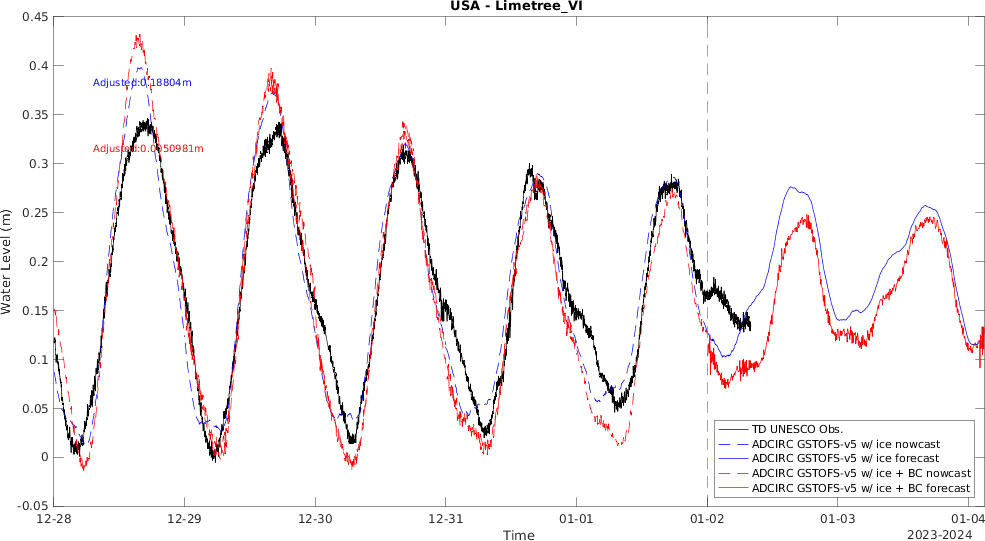 USA - Limetree_VI
0.45
0.4
0.35
0.3
0.25
0.2
0.15
0.1
0.05
0
-0.05
Water Level (m)
Adjusted:0.18804m
Adjusted:0.0950981m
TD UNESCO Obs.
ADCIRC GSTOFS-v5 w/ ice nowcast
ADCIRC GSTOFS-v5 w/ ice forecast
ADCIRC GSTOFS-v5 w/ ice + BC nowcast
ADCIRC GSTOFS-v5 w/ ice + BC forecast
12-28 12-29 12-30 12-31 01-01 01-02 01-03 01-04
Time
2023-2024